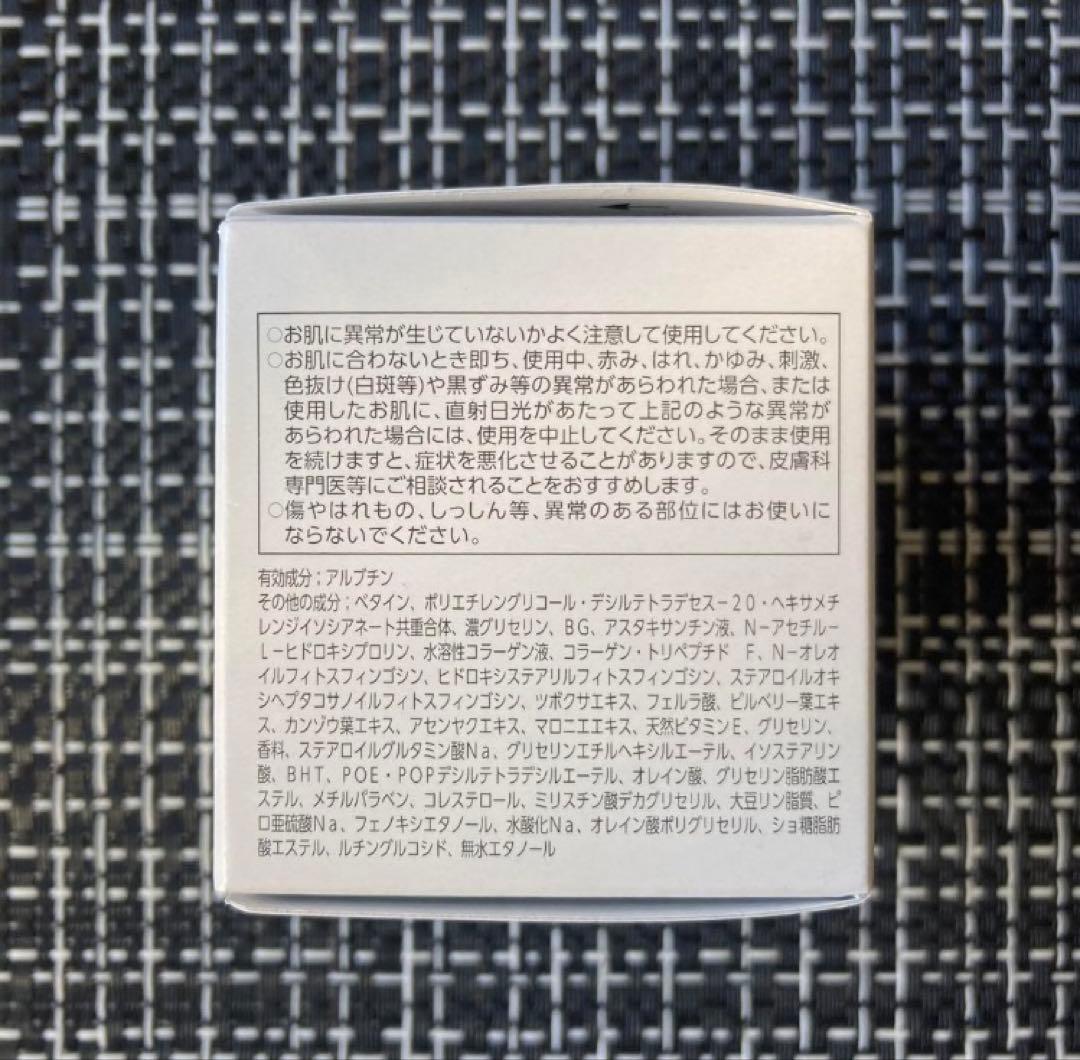 ○お肌に異常が生じていないかよく注意して使用してください。
○お肌に合わないとき即ち、使用中、赤み、はれ、かゆみ、刺激、
色抜け(白斑等)や黒ずみ等の異常があらわれた場合、または
使用したお肌に、直射日光があたって上記のような異常が
あらわれた場合には、使用を中止してください。そのまま使用
を続けますと、症状を悪化させることがありますので、皮膚科
専門医等にご相談されることをおすすめします。
○傷やはれもの、しっしん等、異常のある部位にはお使いに
ならないでください。
有効成分；アルブチン
その他の成分；ベタイン、ポリエチレングリコール・デシルテトラデセス－２０・ヘキサメチ
レンジイソシアネート共重合体、濃グリセリン、ＢＧ、アスタキサンチン液、Ｎ－アセチル－
Ｌ－ヒドロキシプロリン、水溶性コラーゲン液、コラーゲン・トリペプチド　Ｆ、Ｎ－オレオ
イルフィトスフィンゴシン、ヒドロキシステアリルフィトスフィンゴシン、ステアロイルオキ
シヘプタコサノイルフィトスフィンゴシン、ツボクサエキス、フェルラ酸、ビルベリー葉エキ
ス、カンゾウ葉エキス、アセンヤクエキス、マロニエエキス、天然ビタミンＥ、グリセリン、
香料、ステアロイルグルタミン酸Ｎａ、グリセリンエチルヘキシルエーテル、イソステアリン
酸、ＢＨＴ、ＰＯＥ・ＰＯＰデシルテトラデシルエーテル、オレイン酸、グリセリン脂肪酸エ
ステル、メチルパラベン、コレステロール、ミリスチン酸デカグリセリル、大豆リン脂質、ピ
ロ亜硫酸Ｎａ、フェノキシエタノール、水酸化Ｎａ、オレイン酸ポリグリセリル、ショ糖脂肪
酸エステル、ルチングルコシド、無水エタノール